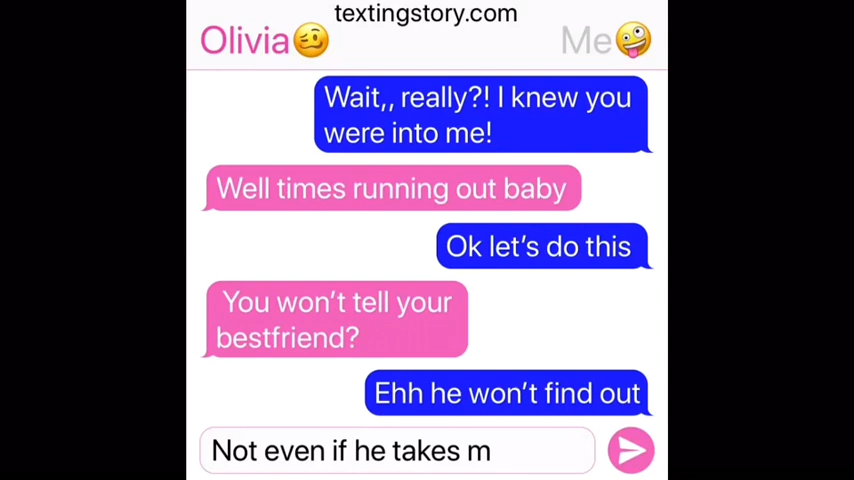 textingstory.com
Olivia🥴
Me🤪
Wait,, really?! I knew you
were into me!
Well times running out baby
Ok let's do this
You won't tell your
bestfriend?
Ehh he won't find out
Not even if he takes m